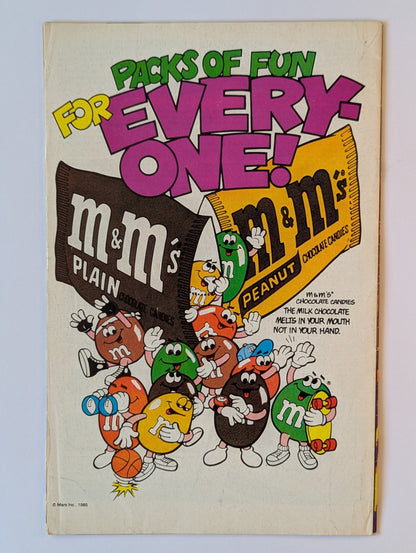 PACKS OF FUN
FOR EVERY-
ONE!
m&m's
PLAIN
CHOCOLATE CANDIES
m&m's®
PEANUT
CHOCOLATE CANDIES
m&m's®
CHOCOLATE CANDIES
THE MILK CHOCOLATE
MELTS IN YOUR MOUTH
NOT IN YOUR HAND.
m
m
m
m
m
m
m
© Mars Inc., 1985